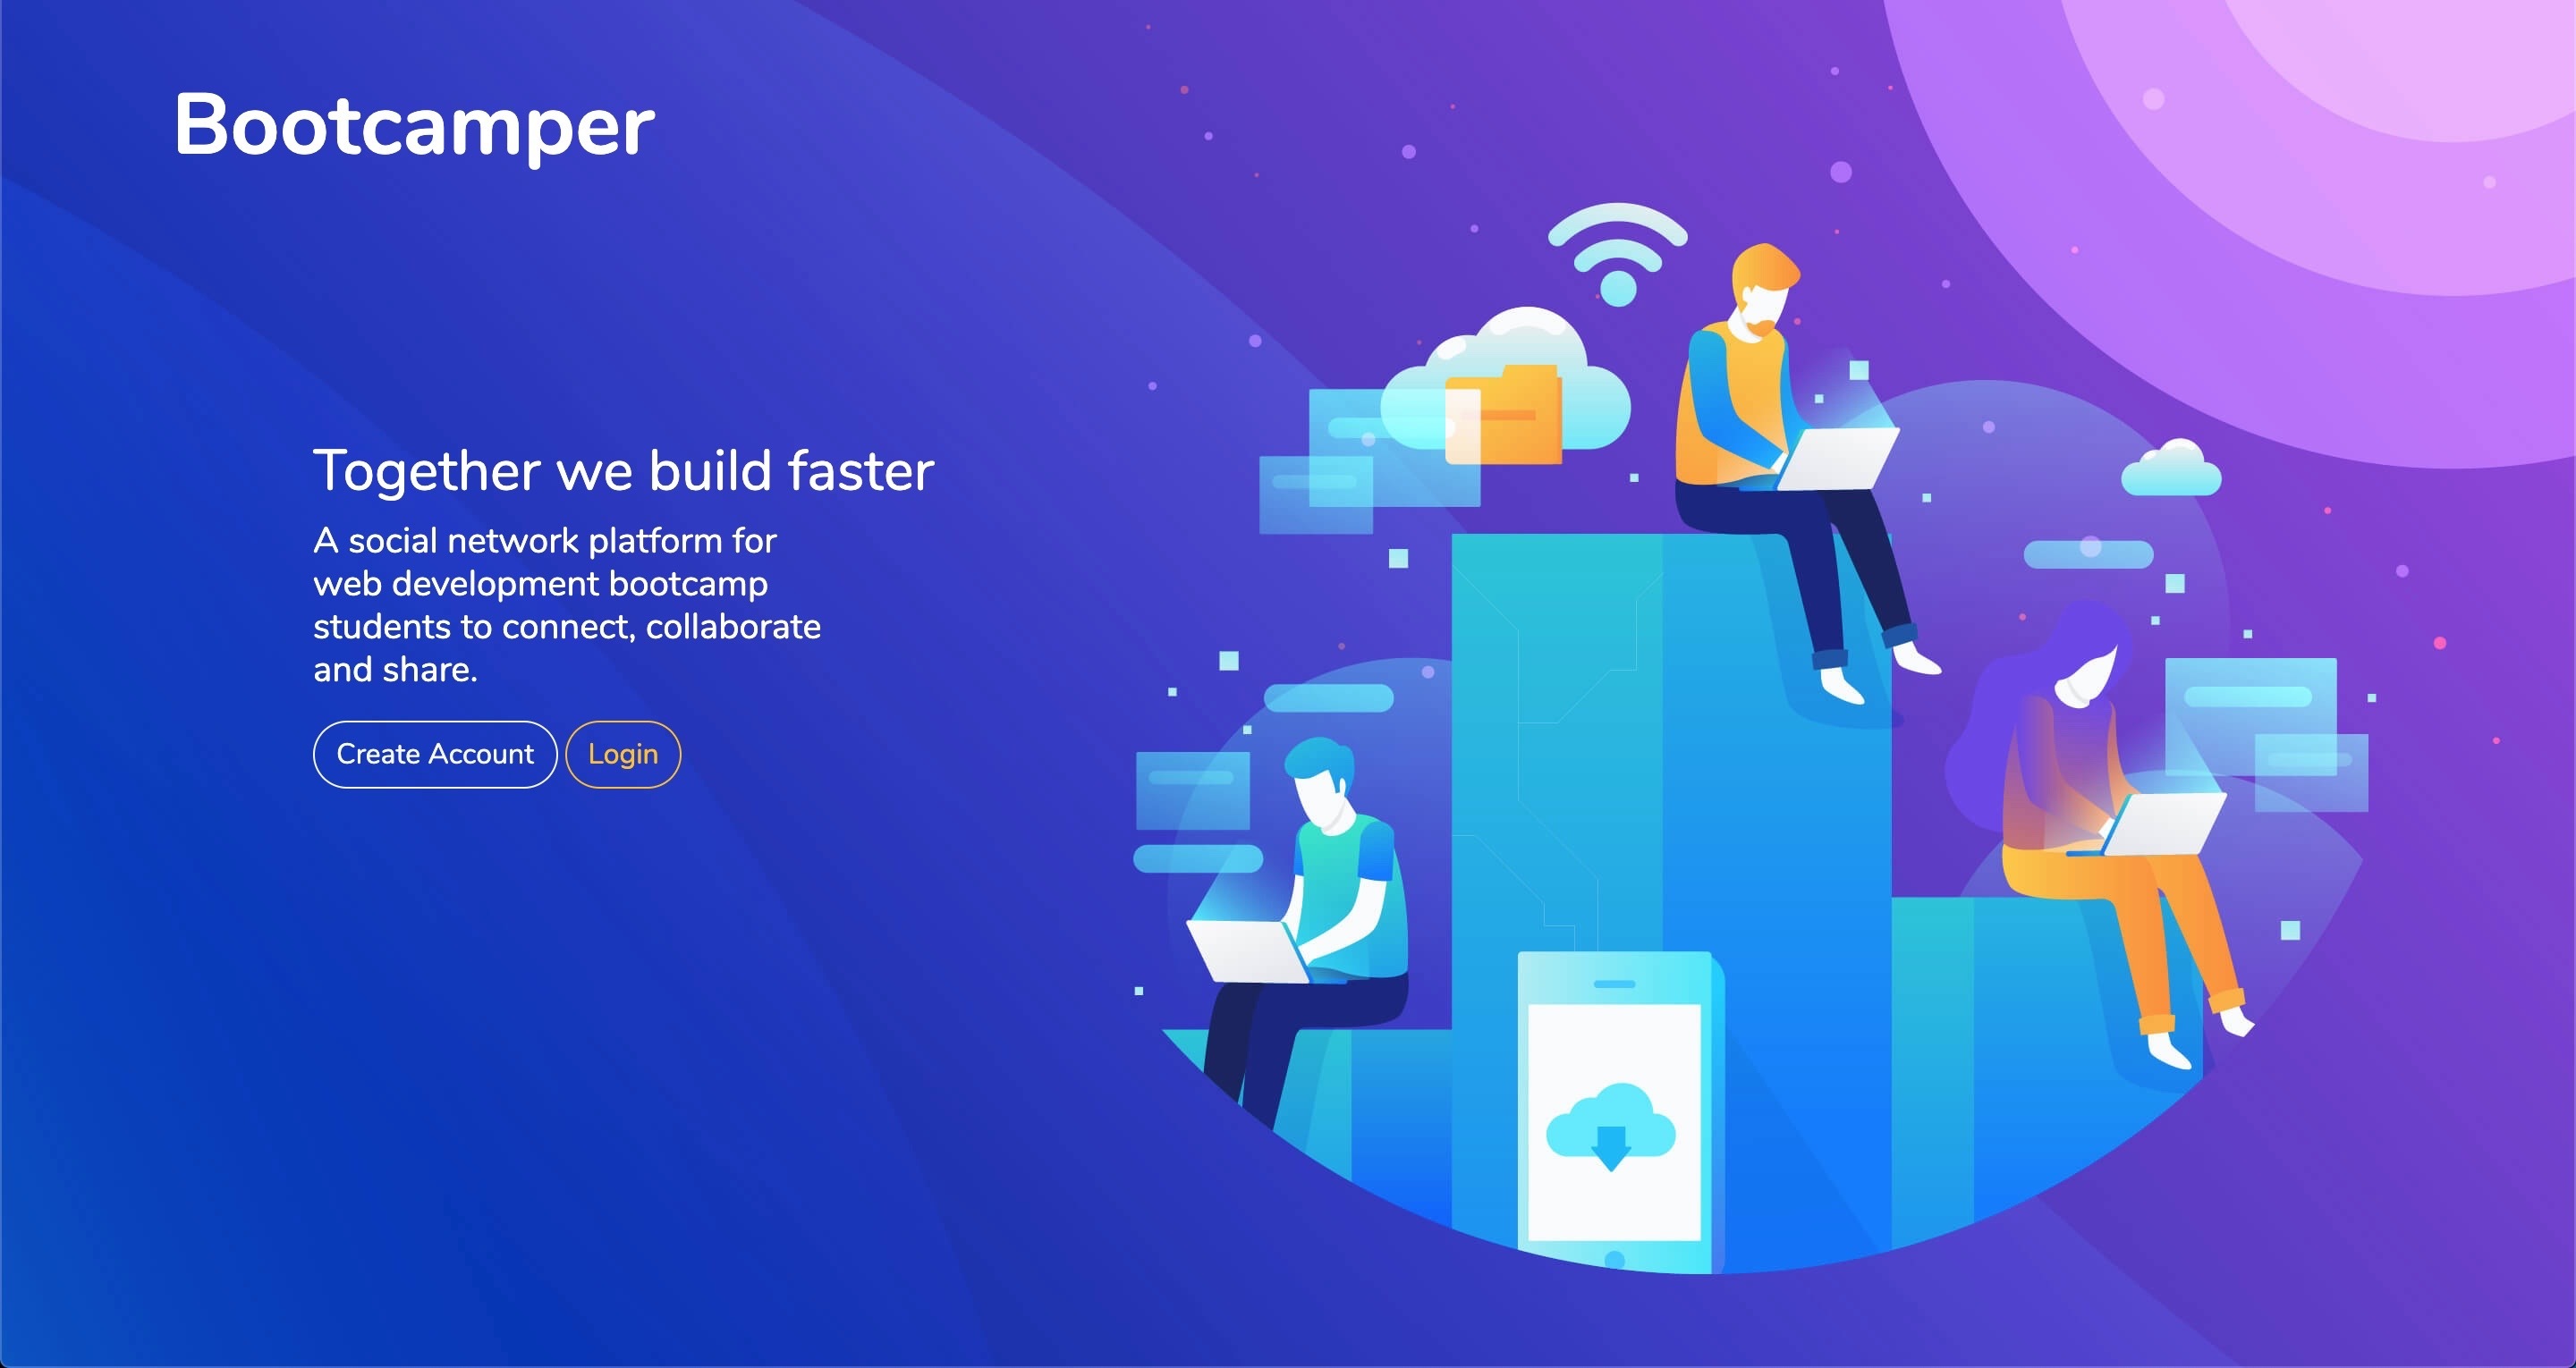 Bootcamper
Together we build faster
A social network platform for
web development bootcamp
students to connect, collaborate
and share.
Create Account
Login